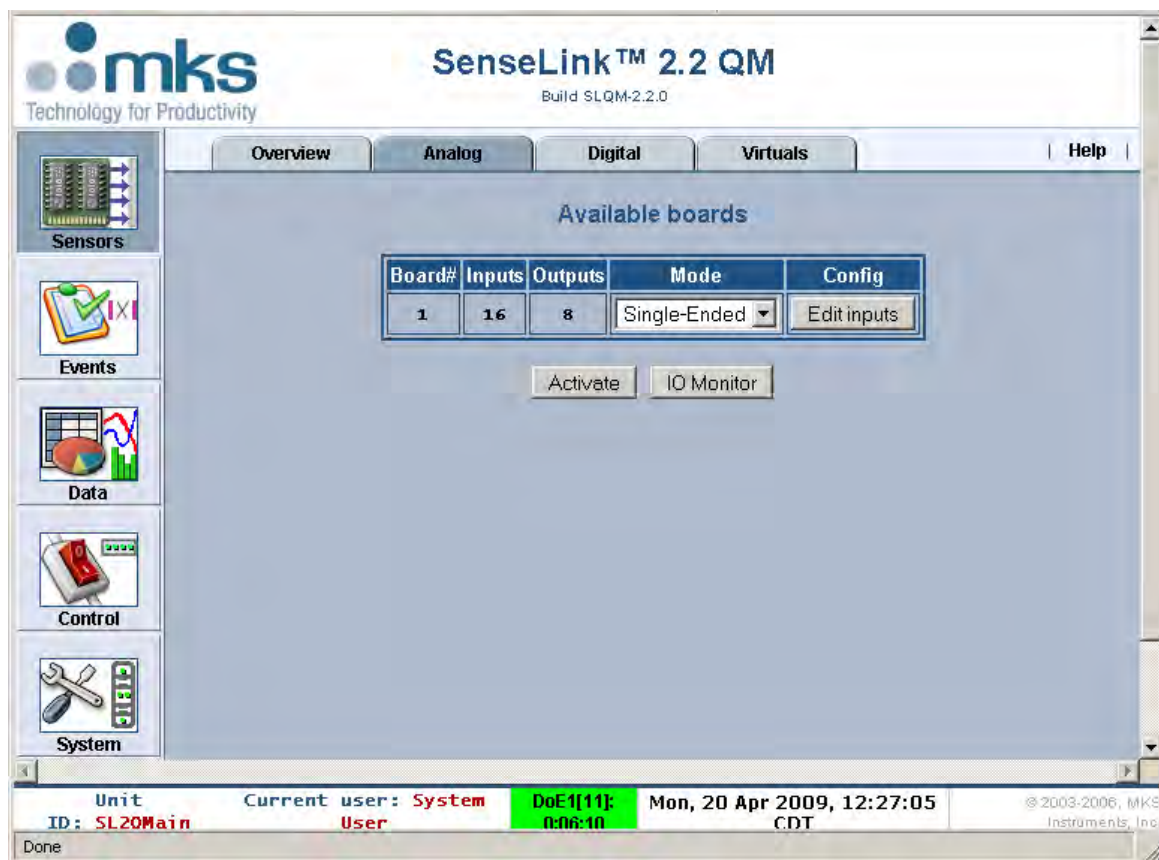 mks
Technology for Productivity
SenseLink™ 2.2 QM
Build SLQM-2.2.0
Overview
Analog
Digital
Virtuals
| Help |
Sensors
Events
Data
Control
System
Available boards
Board# Inputs Outputs Mode Config
1 16 8 Single-Ended Edit inputs
Activate IO Monitor
Unit ID: SL20Main
Current user: System User
DoE1[11]: 0:06:10
Mon, 20 Apr 2009, 12:27:05 CDT
© 2003-2006, MKS
Instruments, Inc
Done